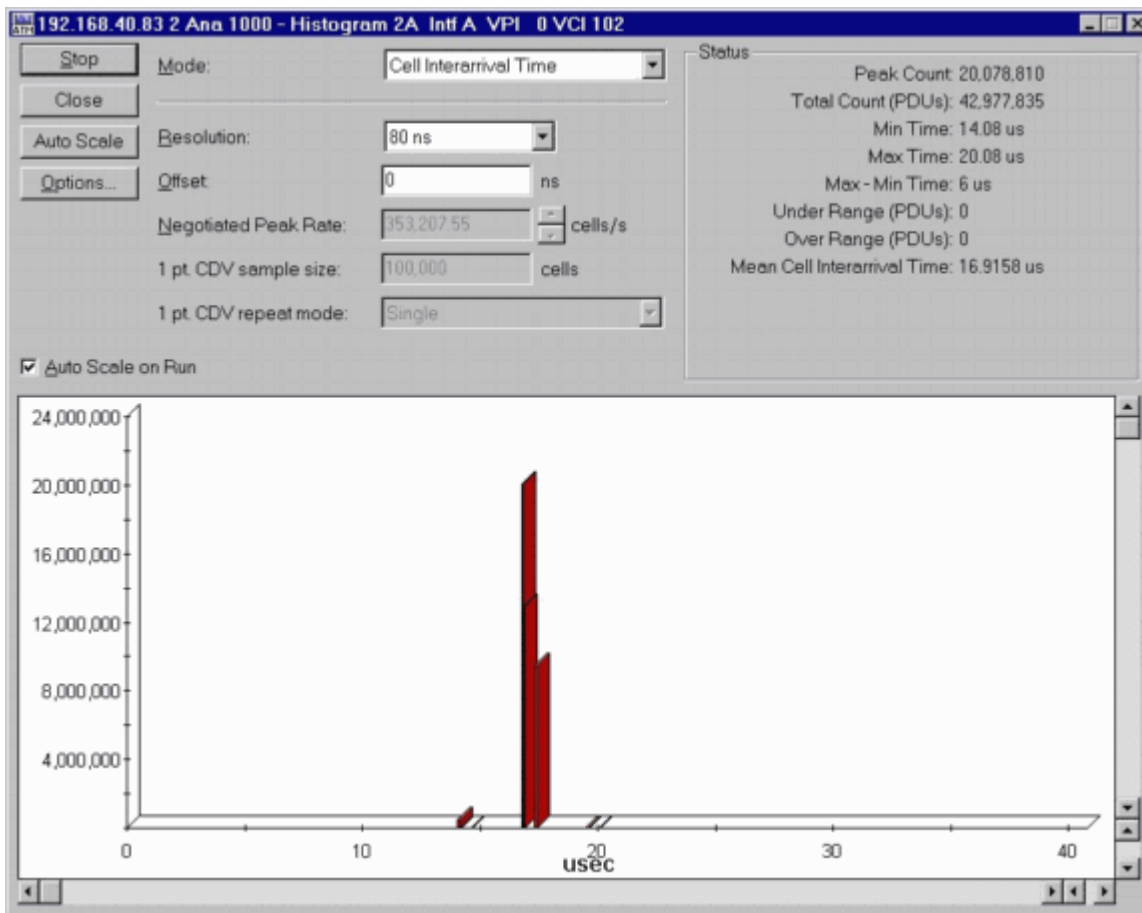 192.168.40.83 2 Ana 1000 - Histogram 2A Intf A VPI 0 VCI 102
Stop
Close
Auto Scale
Options...
Mode: Cell Interarrival Time
Resolution: 80 ns
Offset: 0 ns
Negotiated Peak Rate: 353,207.55 cells/s
1 pt. CDV sample size: 100,000 cells
1 pt. CDV repeat mode: Single
Auto Scale on Run
Status
Peak Count: 20,078,810
Total Count (PDUs): 42,977,835
Min Time: 14.08 us
Max Time: 20.08 us
Max - Min Time: 6 us
Under Range (PDUs): 0
Over Range (PDUs): 0
Mean Cell Interarrival Time: 16.9158 us
24,000,000
20,000,000
16,000,000
12,000,000
8,000,000
4,000,000
0 10 20 30 40
usec